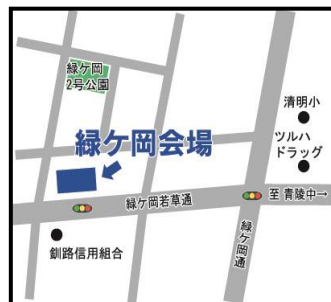 緑ケ岡
2号公園
清明小
ツルハ
ドラッグ
緑ケ岡会場
至 青陵中→
緑ケ岡若草通
緑ケ岡通
釧路信用組合